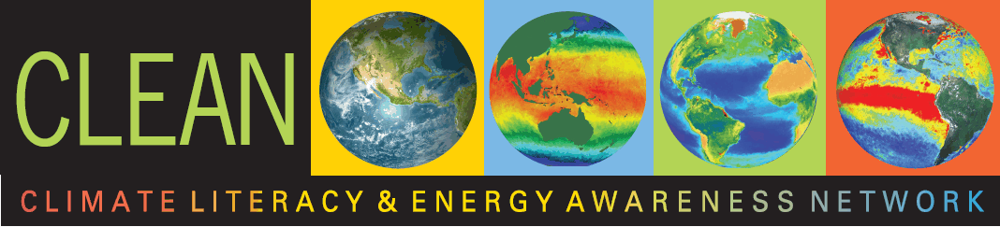 CLEAN
CLIMATE LITERACY & ENERGY AWARENESS NETWORK